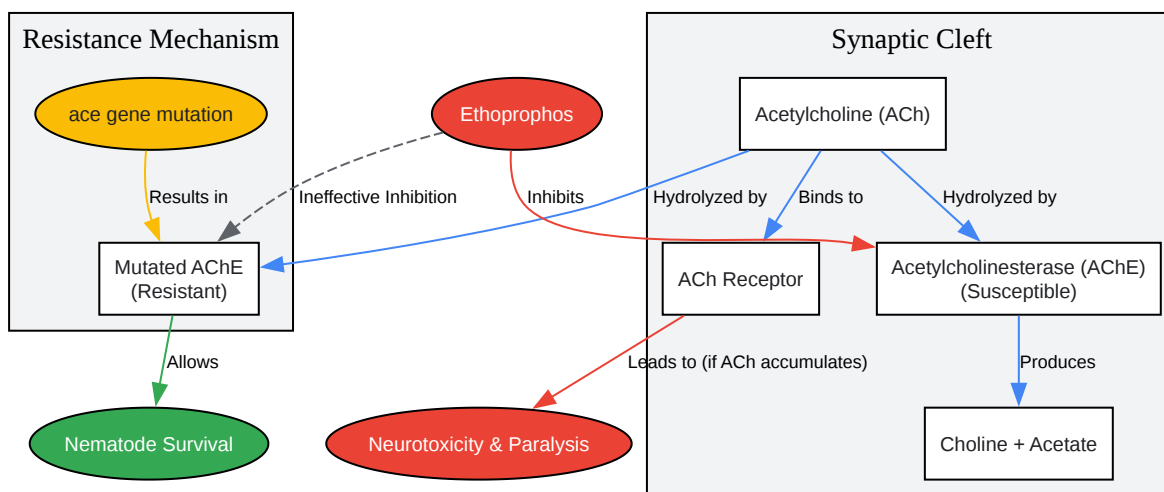 Resistance Mechanism
Synaptic Cleft
ace gene mutation
Ethoprophos
Acetylcholine (ACh)
Results in
Ineffective Inhibition
Inhibits
Hydrolyzed by
Binds to
Hydrolyzed by
Mutated AChE
(Resistant)
ACh Receptor
Acetylcholinesterase (AChE)
(Susceptible)
Allows
Leads to (if ACh accumulates)
Produces
Nematode Survival
Neurotoxicity & Paralysis
Choline + Acetate